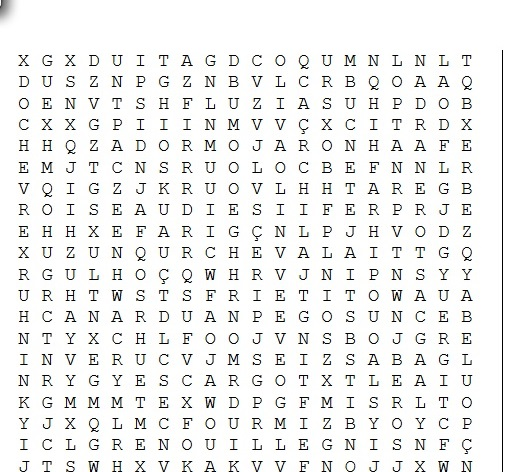 X G X D U I T A G D C O Q U M N L N L T
D U S Z N P G Z N B V L C R B Q O A A Q
O E N V T S H F L U Z I A S U H P D O B
C X X G P I I I N M V V Ç X C I T R D X
H H Q Z A D O R M O J A R O N H A A F E
E M J T C N S R U O L O C B E F N N L R
V Q I G Z J K R U O V L H H T A R E G B
R O I S E A U D I E S I I F E R P R J E
E H H X E F A R I G Ç N L P J H V O D Z
X U Z U N Q U R C H E V A L A I T T G Q
R G U L H O Ç Q W H R V J N I P N S Y Y
U R H T W S T S F R I E T I T O W A U A
H C A N A R D U A N P E G O S U N C E B
N T Y X C H L F O O J V N S B O J G R E
I N V E R U C V J M S E I Z S A B A G L
N R Y G Y E S C A R G O T X T L E A I U
K G M M M T E X W D P G F M I S R L T O
Y J X Q L M C F O U R M I Z B Y O Y C P
I C L G R E N O U I L L E G N I S N F Ç
J T S W H X V K A K V V F N O J J X W N